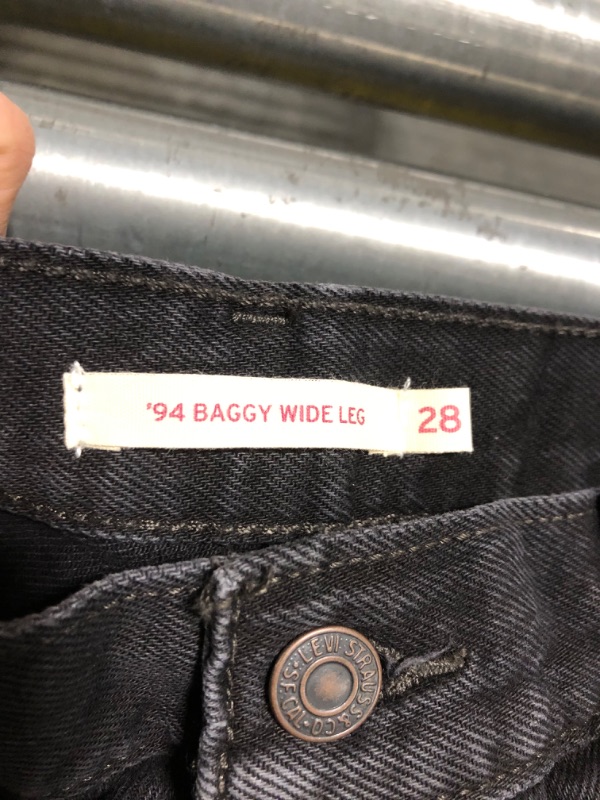 '94 BAGGY WIDE LEG 28
LEVI STRAUSS & CO. S.F. CAL.